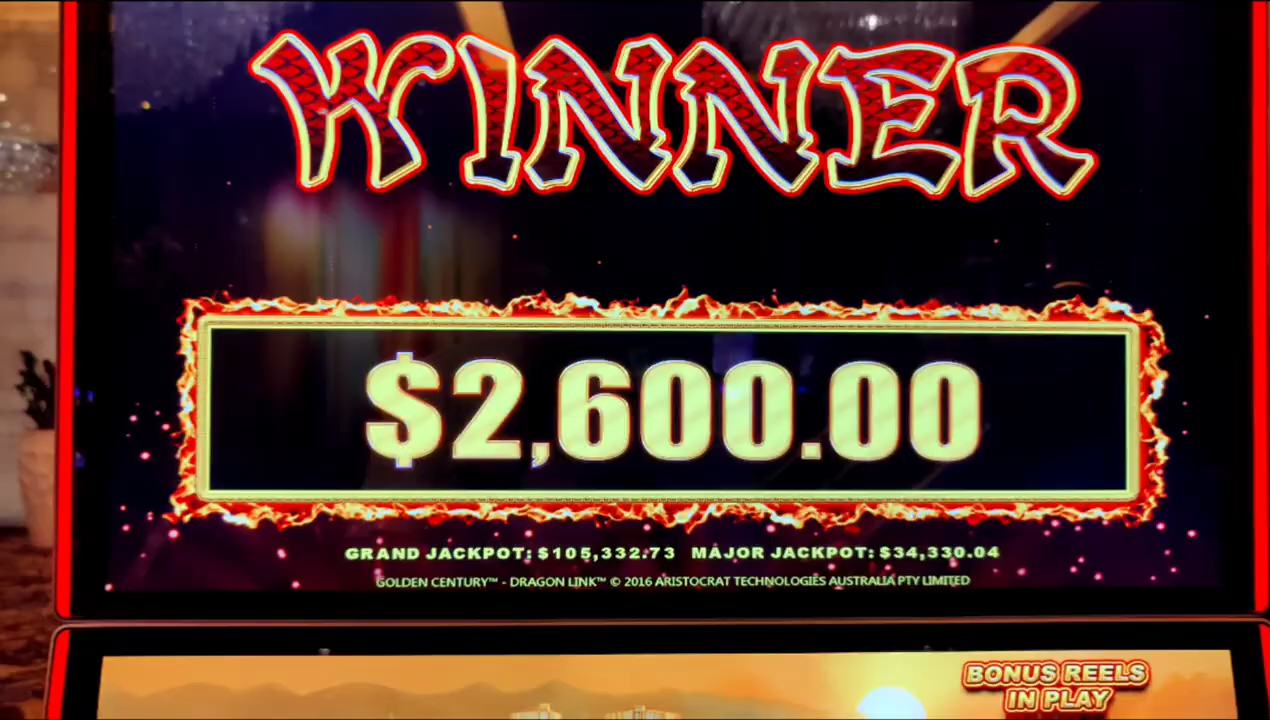 WINNER
$2,600.00
GRAND JACKPOT: $105,332.73 MAJOR JACKPOT: $34,330.04
GOLDEN CENTURY™ - DRAGON LINK™ © 2016 ARISTOCRAT TECHNOLOGIES AUSTRALIA PTY LIMITED
BONUS REELS
IN PLAY